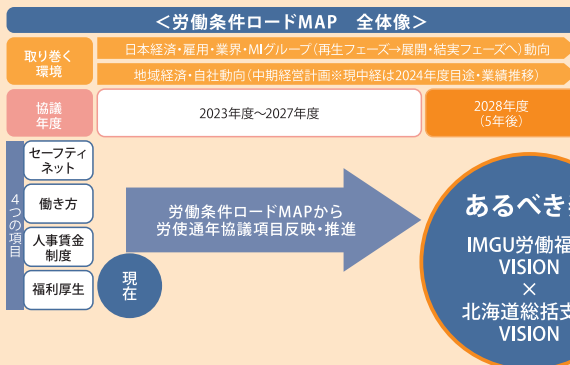 ＜労働条件ロードMAP　全体像＞
取り巻く
環境
日本経済・雇用・業界・MIグループ（再生フェーズ→展開・結実フェーズへ）動向
地域経済・自社動向（中期経営計画※現中経は2024年度目途・業績推移）
協議
年度
2023年度～2027年度
2028年度
（5年後）
4つの項目
セーフティ
ネット
働き方
人事賃金
制度
福利厚生
現在
労働条件ロードMAPから
労使通年協議項目反映・推進
あるべき
IMGU労働福
VISION
×
北海道総括支
VISION